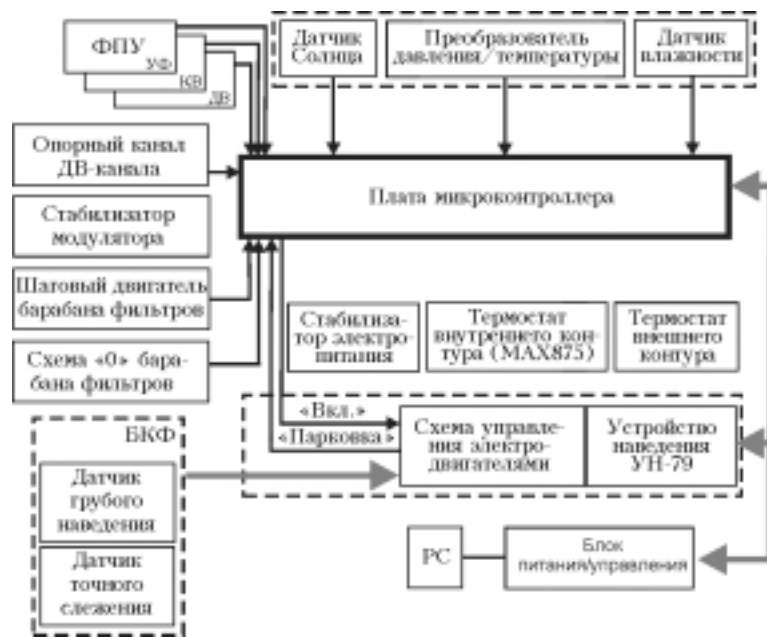 ФПУ
УФ
КВ
ДВ
Датчик
Солнца
Преобразователь
давления/температуры
Датчик
влажности
Опорный канал
ДВ-канала
Плата микроконтроллера
Стабилизатор
модулятора
Шаговый двигатель
барабана фильтров
Схема «0» бара-
бана фильтров
Стабилиза-
тор электро-
питания
Термостат
внутреннего кон-
тура (MAX875)
Термостат
внешнего
контура
«Вкл.»
«Парковка»
Схема управле-
ния электро-
двигателями
Устройство
наведения
УН-79
БКФ
Датчик
грубого
наведения
Датчик
точного
слежения
PC
Блок
питания/управления